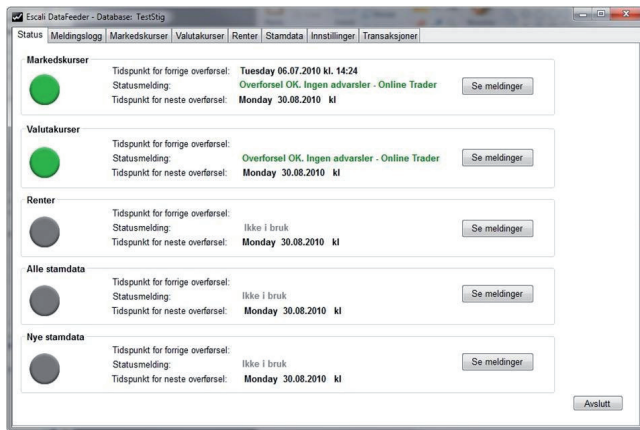 Escali DataFeeder - Database: TestStig
Status Meldingslogg Markedskurser Valutakurser Renter Stamdata Innstillinger Transaksjoner
Markedskurser
Tidspunkt for forrige overførsel: Tuesday 06.07.2010 kl. 14:24
Statusmelding: Overforsel OK. Ingen advarsler - Online Trader
Tidspunkt for neste overførsel: Monday 30.08.2010 kl
Se meldinger
Valutakurser
Tidspunkt for forrige overførsel:
Statusmelding: Overforsel OK. Ingen advarsler - Online Trader
Tidspunkt for neste overførsel: Monday 30.08.2010 kl
Se meldinger
Renter
Tidspunkt for forrige overførsel:
Statusmelding: Ikke i bruk
Tidspunkt for neste overførsel: Monday 30.08.2010 kl
Se meldinger
Alle stamdata
Tidspunkt for forrige overførsel:
Statusmelding: Ikke i bruk
Tidspunkt for neste overførsel: Monday 30.08.2010 kl
Se meldinger
Nye stamdata
Tidspunkt for forrige overførsel:
Statusmelding: Ikke i bruk
Tidspunkt for neste overførsel: Monday 30.08.2010 kl
Se meldinger
Avslutt